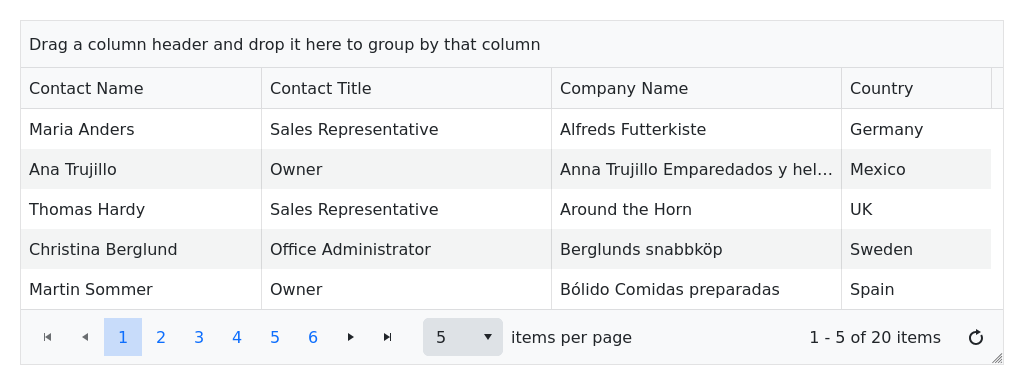 Drag a column header and drop it here to group by that column
Contact Name Contact Title Company Name Country
Maria Anders Sales Representative Alfreds Futterkiste Germany
Ana Trujillo Owner Anna Trujillo Emparedados y hel... Mexico
Thomas Hardy Sales Representative Around the Horn UK
Christina Berglund Office Administrator Berglunds snabbköp Sweden
Martin Sommer Owner Bólido Comidas preparadas Spain
1 2 3 4 5 6 5 items per page 1 - 5 of 20 items